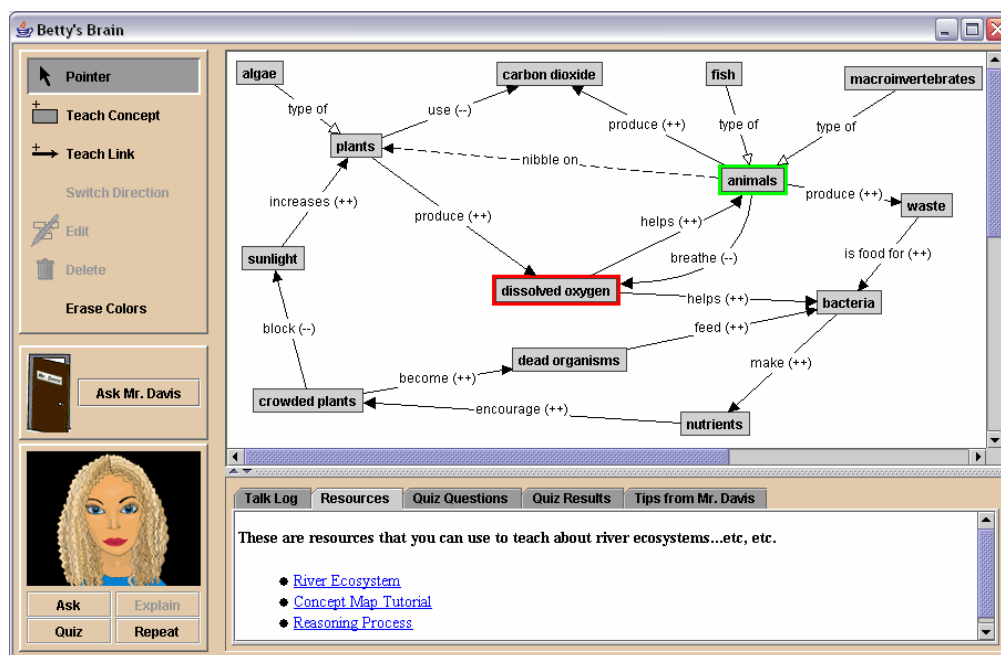 Betty's Brain
Pointer
Teach Concept
Teach Link
Switch Direction
Edit
Delete
Erase Colors
Mr. Davis
Ask Mr. Davis
Ask
Explain
Quiz
Repeat
algae
carbon dioxide
fish
macroinvertebrates
type of
use (--)
produce (++)
type of
type of
plants
nibble on
animals
increases (++)
produce (++)
produce (++)
waste
helps (++)
sunlight
breathe (--)
is food for (++)
dissolved oxygen
helps (++)
bacteria
block (--)
feed (++)
dead organisms
make (++)
become (++)
crowded plants
encourage (++)
nutrients
Talk Log
Resources
Quiz Questions
Quiz Results
Tips from Mr. Davis
These are resources that you can use to teach about river ecosystems...etc, etc.
River Ecosystem
Concept Map Tutorial
Reasoning Process